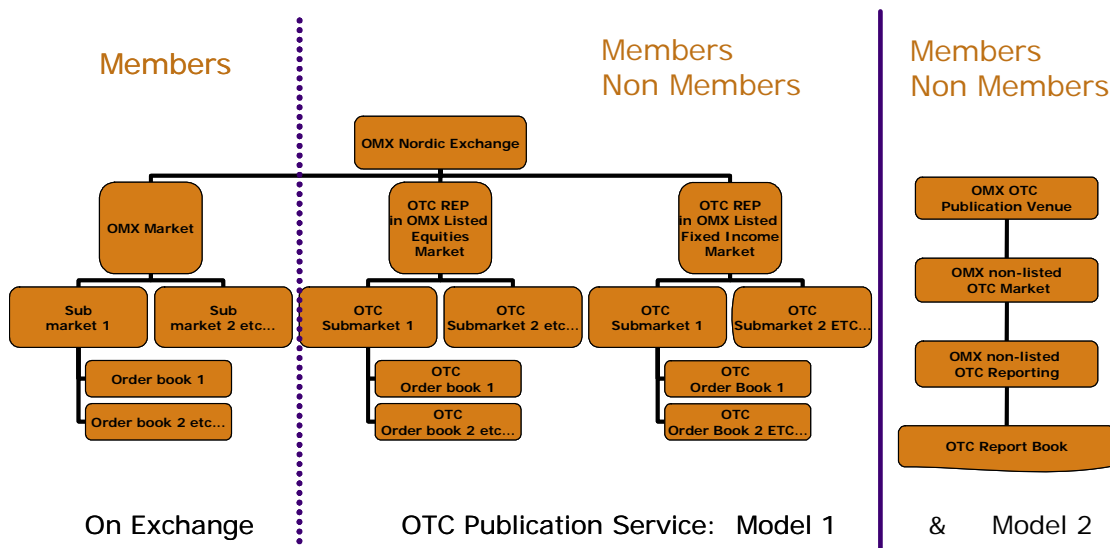 Members
Members
Non Members
Members
Non Members
OMX Nordic Exchange
OMX Market
OTC REP
in OMX Listed
Equities
Market
OTC REP
in OMX Listed
Fixed Income
Market
OMX OTC
Publication Venue
Sub
market 1
Sub
market 2 etc...
OTC
Submarket 1
OTC
Submarket 2 etc...
OTC
Submarket 1
OTC
Submarket 2 ETC...
OMX non-listed
OTC Market
Order book 1
Order book 2 etc...
OTC
Order book 1
OTC
Order book 2 etc...
OTC
Order Book 1
OTC
Order Book 2 ETC...
OMX non-listed
OTC Reporting
OTC Report Book
On Exchange
OTC Publication Service: Model 1
& Model 2